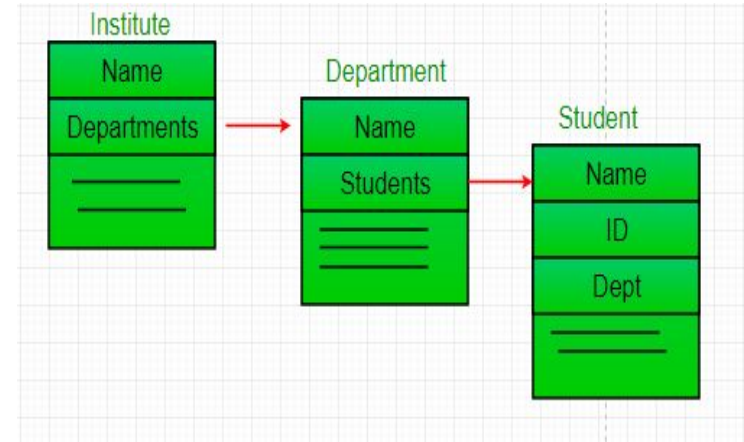 Institute
Name
Departments
Department
Name
Students
Student
Name
ID
Dept